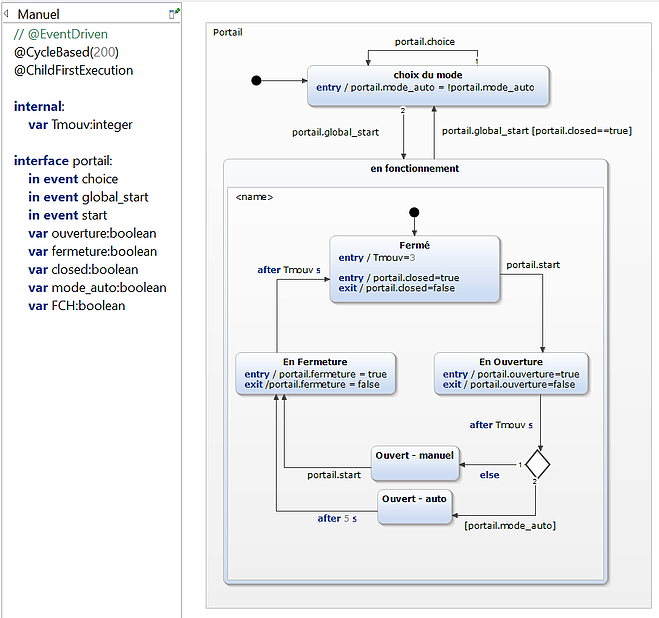 Manuel
// @EventDriven
@CycleBased(200)
@ChildFirstExecution
internal:
var Tmouv:integer
interface portail:
in event choice
in event global_start
in event start
var ouverture:boolean
var fermeture:boolean
var closed:boolean
var mode_auto:boolean
var FCH:boolean
Portail
portail.choice
1
choix du mode
entry / portail.mode_auto = !portail.mode_auto
2
portail.global_start
portail.global_start [portail.closed==true]
en fonctionnement
<name>
Fermé
entry / Tmouv=3
entry / portail.closed=true
exit / portail.closed=false
after Tmouv s
portail.start
En Fermeture
entry / portail.fermeture = true
exit /portail.fermeture = false
En Ouverture
entry / portail.ouverture=true
exit / portail.ouverture=false
after Tmouv s
Ouvert - manuel
1
else
2
portail.start
Ouvert - auto
after 5 s
[portail.mode_auto]